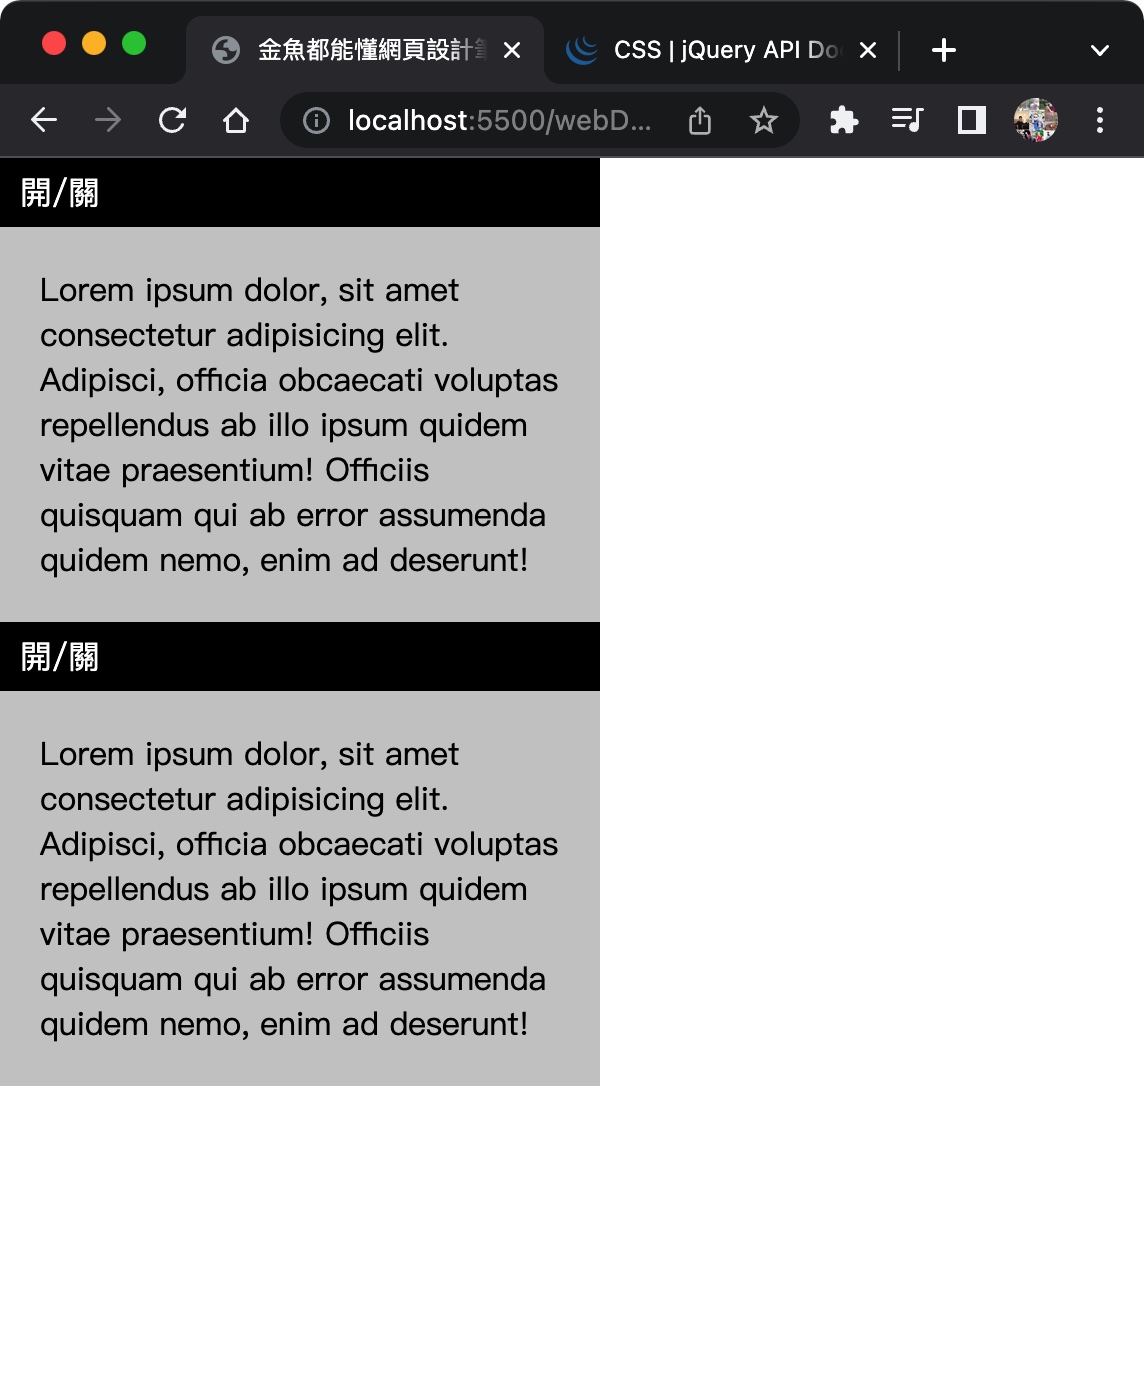 金魚都能懂網頁設計
CSS | jQuery API Do
localhost:5500/webD...
開/關
Lorem ipsum dolor, sit amet
consectetur adipisicing elit.
Adipisci, officia obcaecati voluptas
repellendus ab illo ipsum quidem
vitae praesentium! Officiis
quisquam qui ab error assumenda
quidem nemo, enim ad deserunt!
開/關
Lorem ipsum dolor, sit amet
consectetur adipisicing elit.
Adipisci, officia obcaecati voluptas
repellendus ab illo ipsum quidem
vitae praesentium! Officiis
quisquam qui ab error assumenda
quidem nemo, enim ad deserunt!